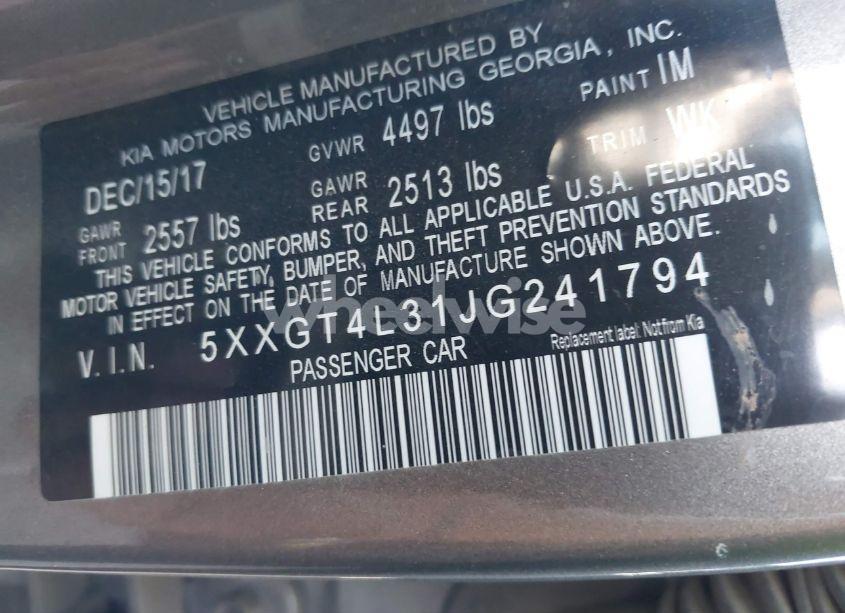 VEHICLE MANUFACTURED BY
KIA MOTORS MANUFACTURING GEORGIA, INC.
DEC/15/17 GVWR 4497 lbs PAINT IM
GAWR FRONT 2557 lbs GAWR REAR 2513 lbs TRIM WK
THIS VEHICLE CONFORMS TO ALL APPLICABLE U.S.A. FEDERAL
MOTOR VEHICLE SAFETY, BUMPER, AND THEFT PREVENTION STANDARDS
IN EFFECT ON THE DATE OF MANUFACTURE SHOWN ABOVE.
V.I.N. 5XXGT4L31JG241794
PASSENGER CAR Replacement label: Not from Kia
wheelwise